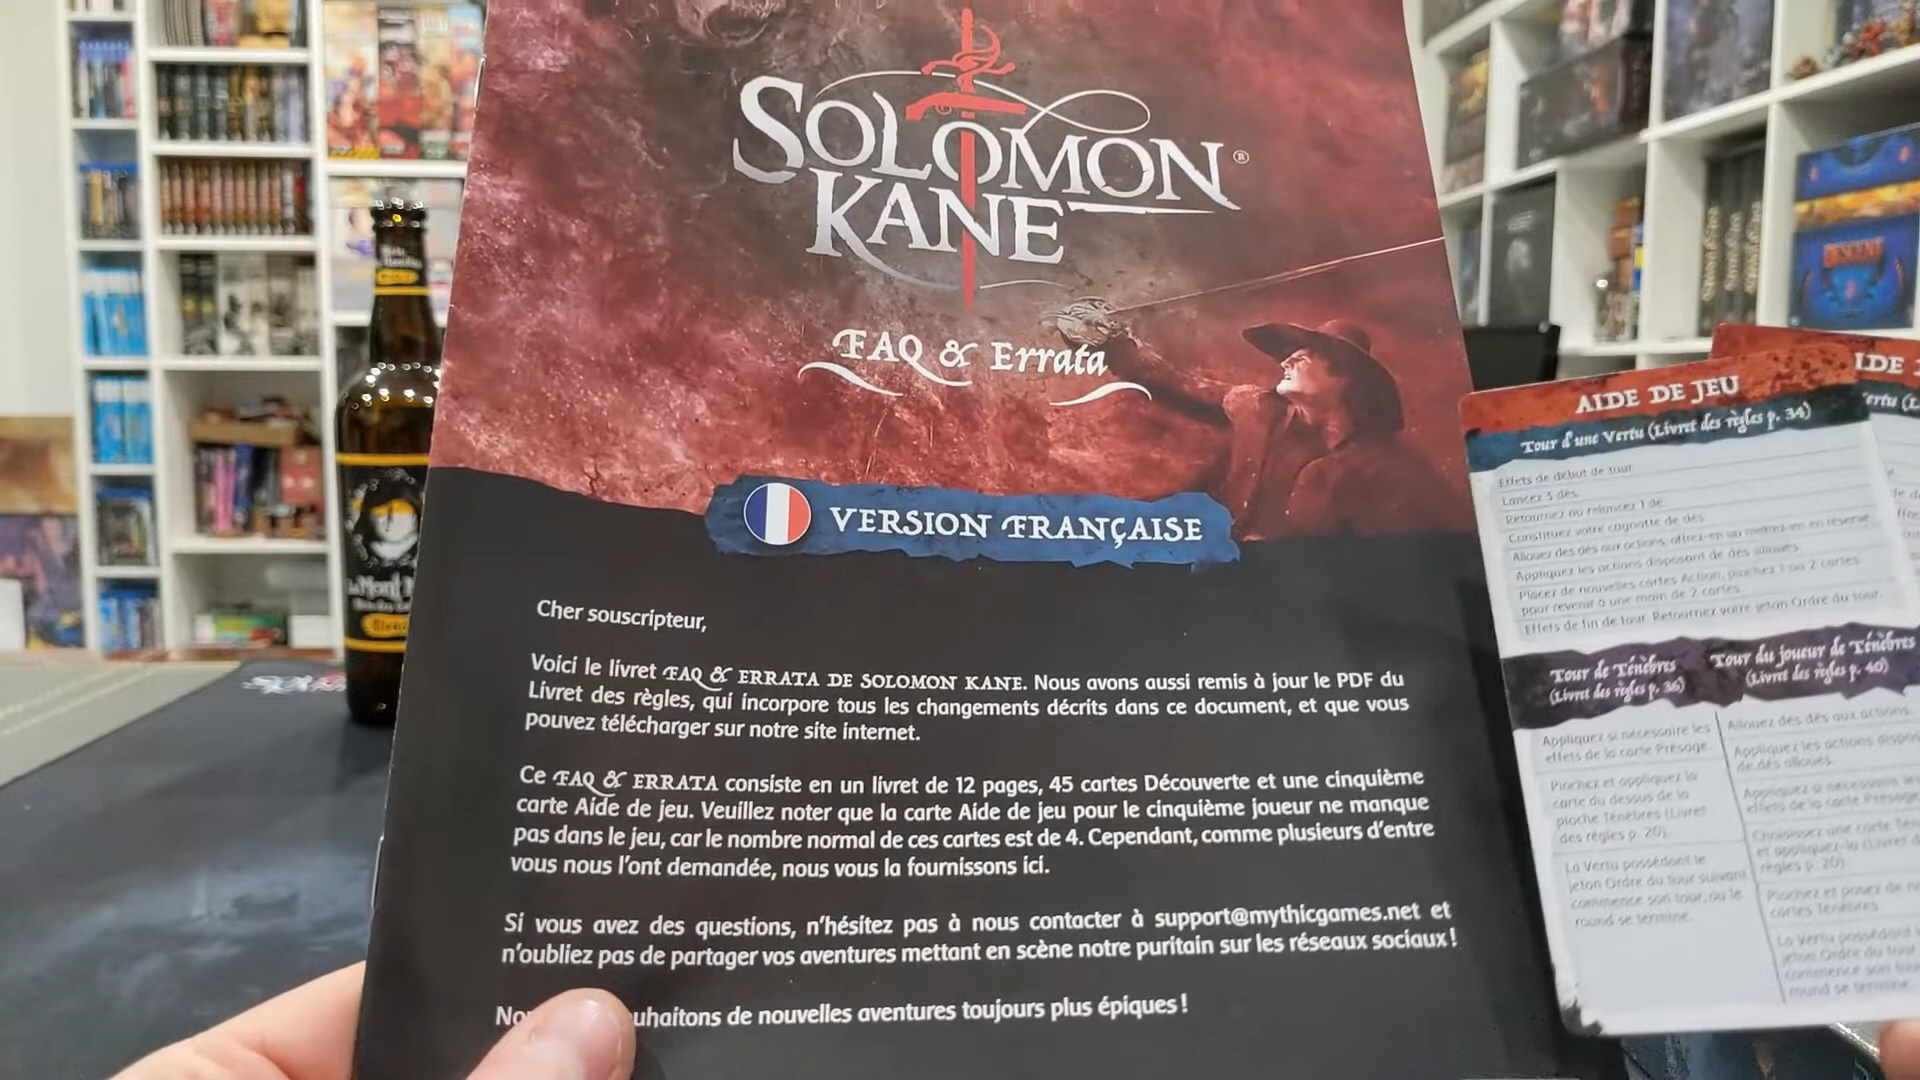 SOLOMON
KANE
®
FAQ & Errata
VERSION FRANÇAISE
Cher souscripteur,
Voici le livret FAQ & ERRATA DE SOLOMON KANE. Nous avons aussi remis à jour le PDF du
Livret des règles, qui incorpore tous les changements décrits dans ce document, et que vous
pouvez télécharger sur notre site internet.
Ce FAQ & ERRATA consiste en un livret de 12 pages, 45 cartes Découverte et une cinquième
carte Aide de jeu. Veuillez noter que la carte Aide de jeu pour le cinquième joueur ne manque
pas dans le jeu, car le nombre normal de ces cartes est de 4. Cependant, comme plusieurs d'entre
vous nous l'ont demandée, nous vous la fournissons ici.
Si vous avez des questions, n'hésitez pas à nous contacter à support@mythicgames.net et
n'oubliez pas de partager vos aventures mettant en scène notre puritain sur les réseaux sociaux !
de nouvelles aventures toujours plus épiques !
AIDE DE JEU
Tour d'une Vertu (Livret des règles p. 34)
Effets de début de tour
Lancez 3 dés.
Retournez ou relancez 1 dé.
Constituez votre cagnotte de dés
Allouez des dés aux actions, offrez-en ou mettez-en en réserve
Appliquez les actions disposant de dés alloués
Placez de nouvelles cartes Action, piochez 1 ou 2 cartes
pour revenir à une main de 2 cartes
Effets de fin de tour. Retournez votre jeton Ordre du tour.
Tour de Ténèbres
(Livret des règles p. 36)
Appliquez si nécessaire les
effets de la carte Présage.
Piochez et appliquez la
carte du dessus de la
pioche Ténèbres (Livret
des règles p. 20).
La Vertu possédant le
jeton Ordre du tour suivant
commence son tour, ou le
round se termine.
Tour du joueur de Ténèbres
(Livret des règles p. 40)
Allouez des dés aux actions.
Appliquez les actions
de dés alloués.
Appliquez si nécessaire
effets de la carte Présage
Choisissez une carte
et appliquez-la (Livret
règles p. 20).
Piochez et posez de
cartes Ténèbres.
La Vertu possédant
jeton Ordre du tour
commence son
round se termine.
IDE
DESCENT